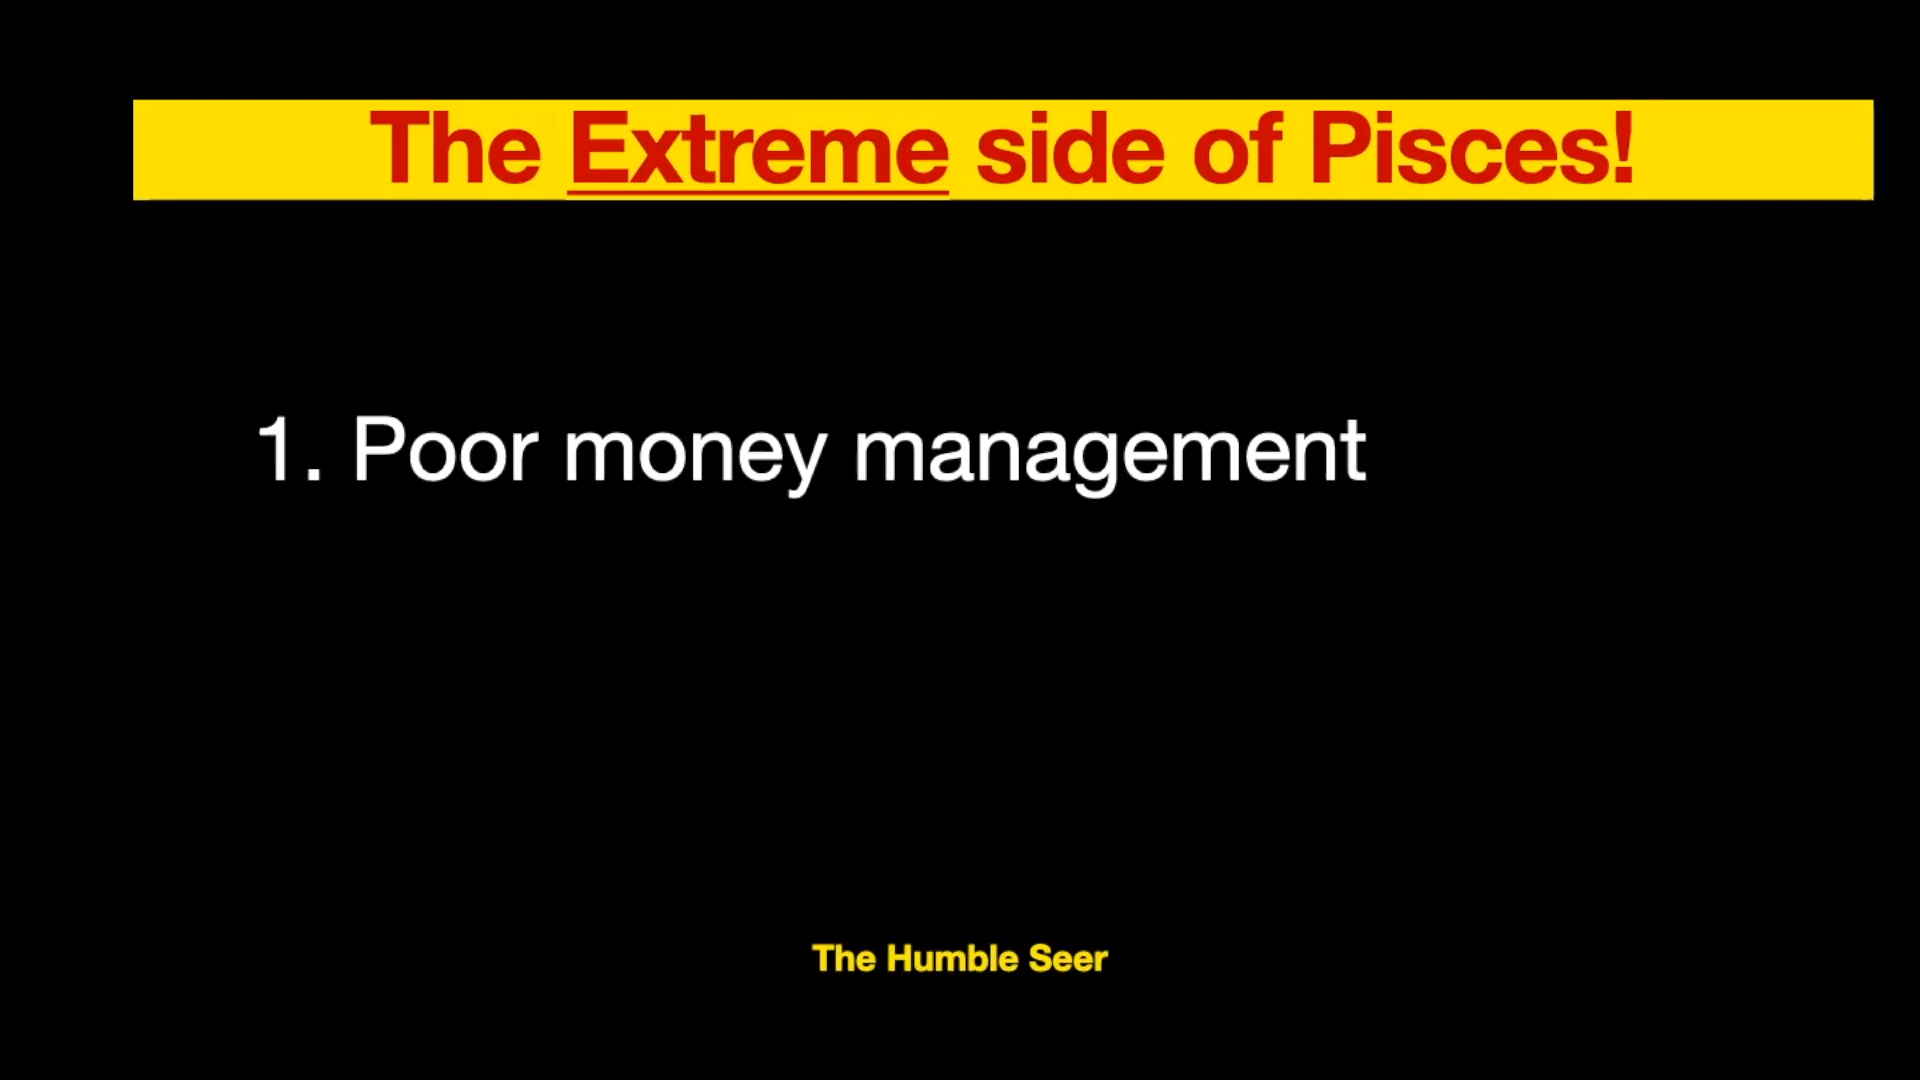 The Extreme side of Pisces!
1. Poor money management
The Humble Seer